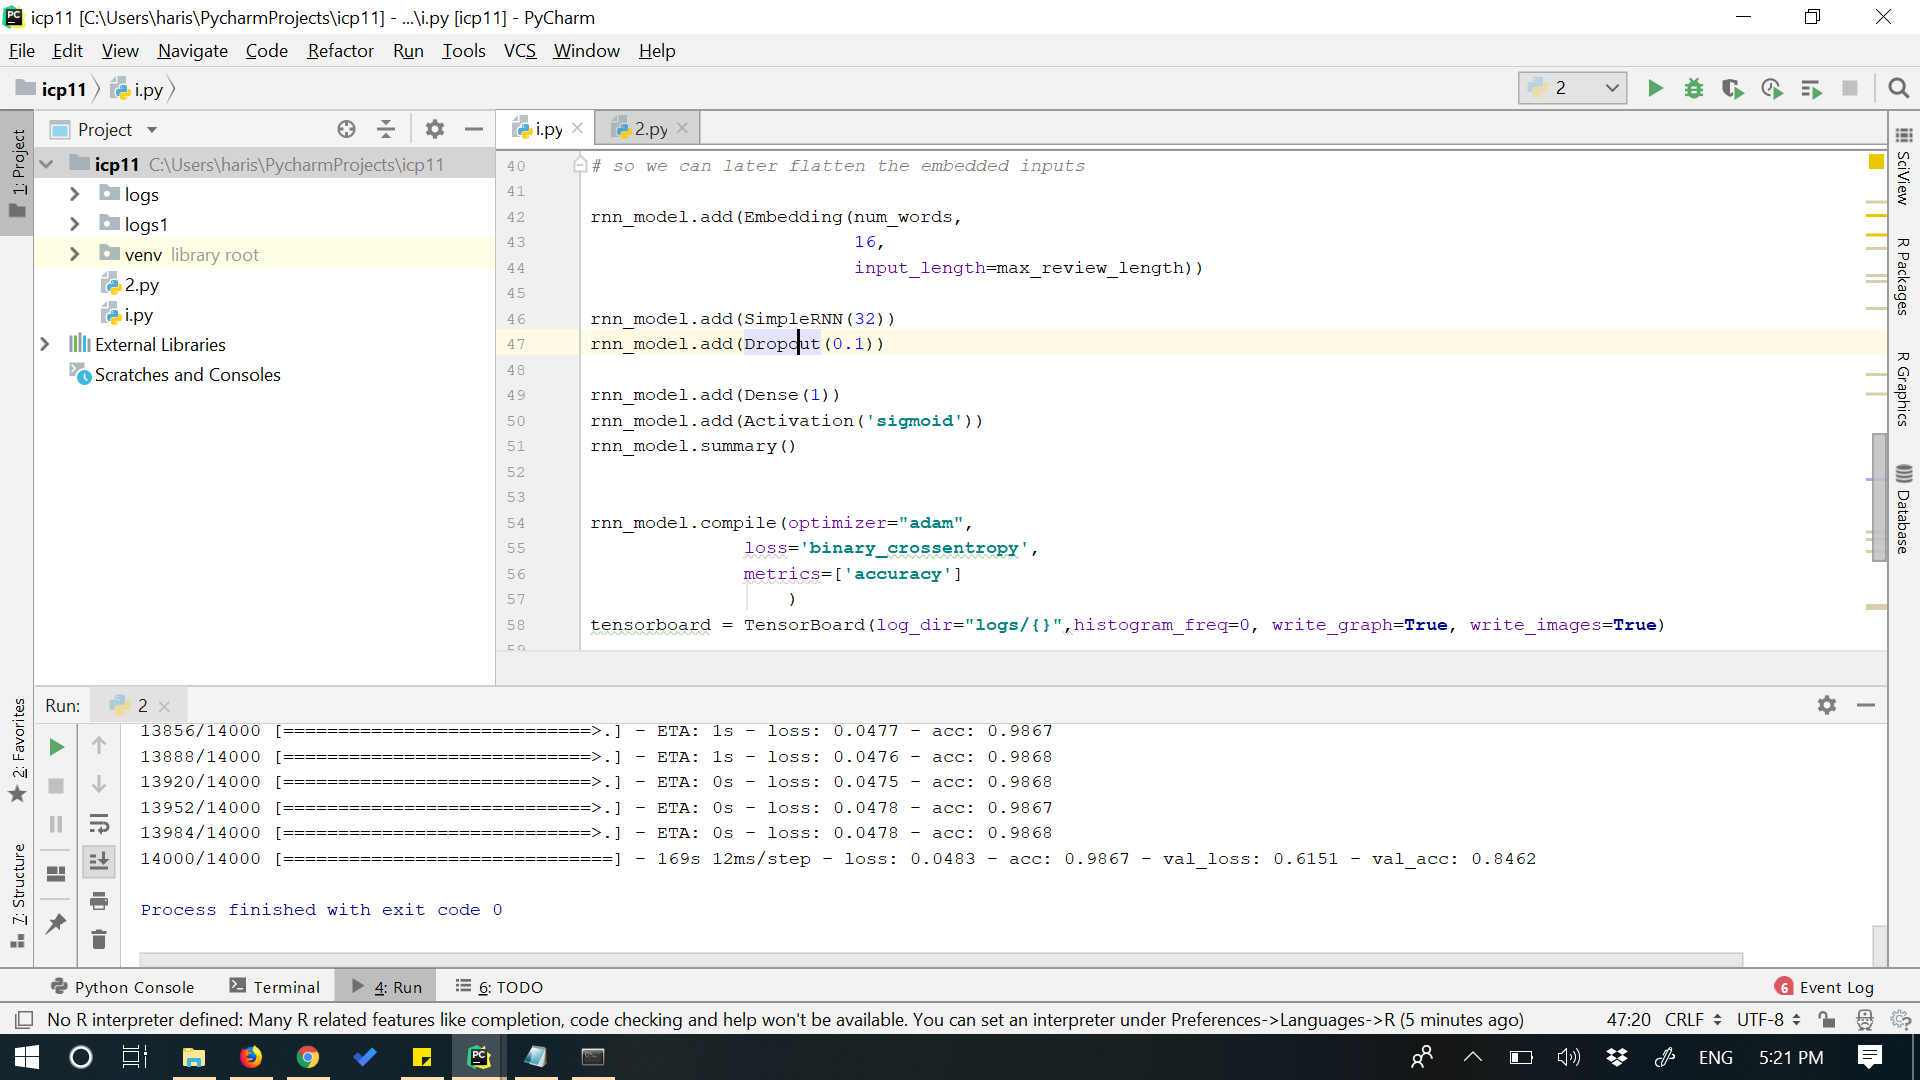 icp11 [C:\Users\haris\PycharmProjects\icp11] - ...\i.py [icp11] - PyCharm
File Edit View Navigate Code Refactor Run Tools VCS Window Help
icp11 i.py 2
Project
i.py 2.py
1: Project
icp11 C:\Users\haris\PycharmProjects\icp11
logs
logs1
venv library root
2.py
i.py
External Libraries
Scratches and Consoles
40 # so we can later flatten the embedded inputs
41
42 rnn_model.add(Embedding(num_words,
43 16,
44 input_length=max_review_length))
45
46 rnn_model.add(SimpleRNN(32))
47 rnn_model.add(Dropout(0.1))
48
49 rnn_model.add(Dense(1))
50 rnn_model.add(Activation('sigmoid'))
51 rnn_model.summary()
52
53
54 rnn_model.compile(optimizer="adam",
55 loss='binary_crossentropy',
56 metrics=['accuracy']
57 )
58 tensorboard = TensorBoard(log_dir="logs/{}",histogram_freq=0, write_graph=True, write_images=True)
59
SciView
R Packages
R Graphics
Database
2: Favorites
7: Structure
Run: 2
13856/14000 [============================>.] - ETA: 1s - loss: 0.0477 - acc: 0.9867
13888/14000 [============================>.] - ETA: 1s - loss: 0.0476 - acc: 0.9868
13920/14000 [============================>.] - ETA: 0s - loss: 0.0475 - acc: 0.9868
13952/14000 [============================>.] - ETA: 0s - loss: 0.0478 - acc: 0.9867
13984/14000 [============================>.] - ETA: 0s - loss: 0.0478 - acc: 0.9868
14000/14000 [==============================] - 169s 12ms/step - loss: 0.0483 - acc: 0.9867 - val_loss: 0.6151 - val_acc: 0.8462
Process finished with exit code 0
Python Console Terminal 4: Run 6: TODO 6 Event Log
No R interpreter defined: Many R related features like completion, code checking and help won't be available. You can set an interpreter under Preferences->Languages->R (5 minutes ago) 47:20 CRLF UTF-8
PC ENG 5:21 PM